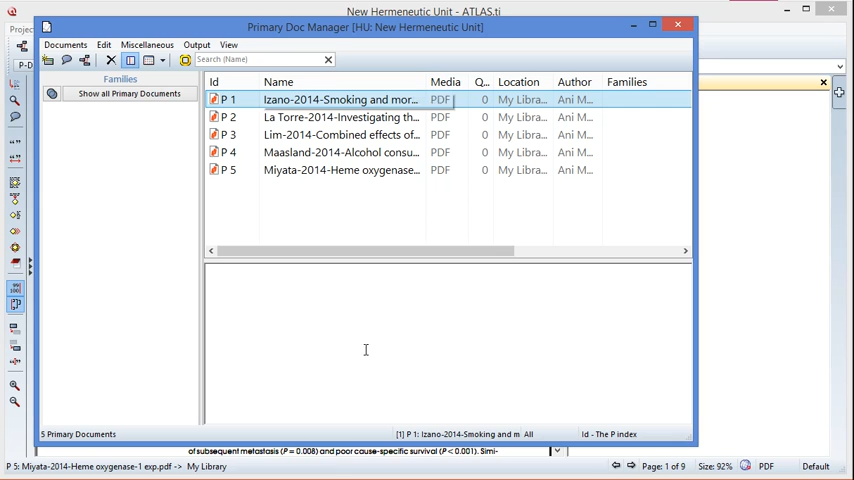 New Hermeneutic Unit - ATLAS.ti
Primary Doc Manager [HU: New Hermeneutic Unit]
Projec
Documents Edit Miscellaneous Output View
Search (Name)
P-D
Families
Show all Primary Documents
Id Name Media Q... Location Author Families
P 1 Izano-2014-Smoking and mor... PDF 0 My Libra... Ani M...
P 2 La Torre-2014-Investigating th... PDF 0 My Libra... Ani M...
P 3 Lim-2014-Combined effects of... PDF 0 My Libra... Ani M...
P 4 Maasland-2014-Alcohol consu... PDF 0 My Libra... Ani M...
P 5 Miyata-2014-Heme oxygenase... PDF 0 My Libra... Ani M...
5 Primary Documents [1] P 1: Izano-2014-Smoking and m All Id - The P index
of subsequent metastasis (P = 0.008) and poor cause-specific survival (P < 0.001). Simi-
P 5: Miyata-2014-Heme oxygenase-1 exp.pdf -> My Library Page: 1 of 9 Size: 92% PDF Default